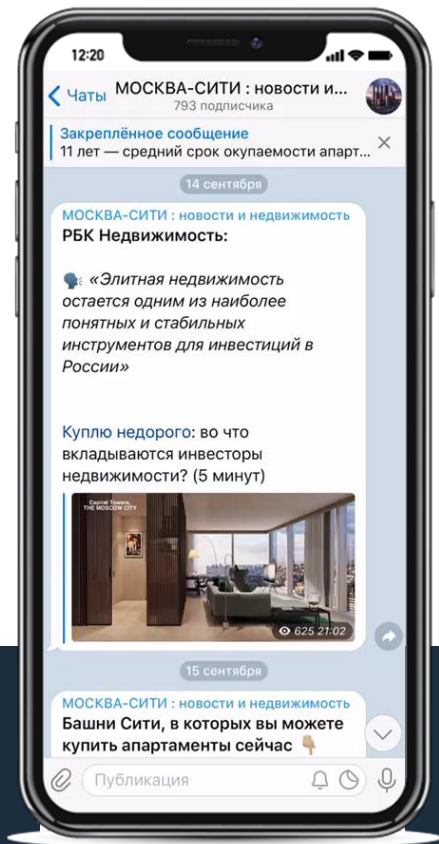 12:20
Чаты
МОСКВА-СИТИ : новости и...
793 подписчика
Закреплённое сообщение
11 лет — средний срок окупаемости апарт...
14 сентября
МОСКВА-СИТИ : новости и недвижимость
РБК Недвижимость:
«Элитная недвижимость
остается одним из наиболее
понятных и стабильных
инструментов для инвестиций в
России»
Куплю недорого: во что
вкладываются инвесторы
недвижимости? (5 минут)
Capital Towers,
THE MOSCOW CITY
625 21:02
15 сентября
МОСКВА-СИТИ : новости и недвижимость
Башни Сити, в которых вы можете
купить апартаменты сейчас
Публикация